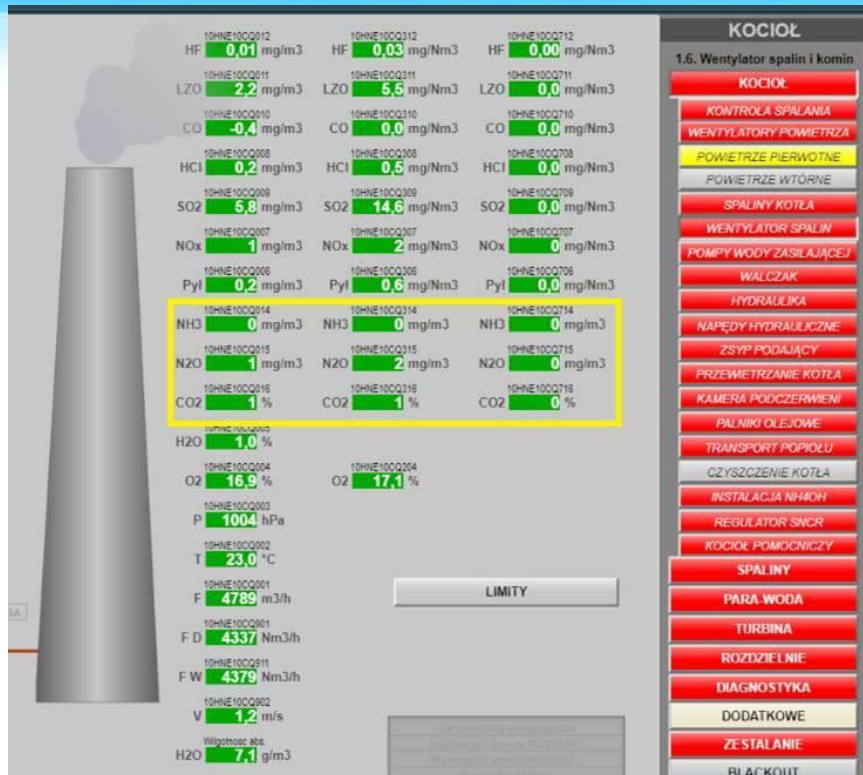 10HNE10CQ012 10HNE10CQ312 10HNE10CQ712
HF 0,01 mg/m3 HF 0,03 mg/Nm3 HF 0,00 mg/Nm3
10HNE10CQ011 10HNE10CQ311 10HNE10CQ711
LZO 2,2 mg/m3 LZO 5,5 mg/Nm3 LZO 0,0 mg/Nm3
10HNE10CQ010 10HNE10CQ310 10HNE10CQ710
CO -0,4 mg/m3 CO 0,0 mg/Nm3 CO 0,0 mg/Nm3
10HNE10CQ008 10HNE10CQ308 10HNE10CQ708
HCl 0,2 mg/m3 HCl 0,5 mg/Nm3 HCl 0,0 mg/Nm3
10HNE10CQ009 10HNE10CQ309 10HNE10CQ709
SO2 5,8 mg/m3 SO2 14,6 mg/Nm3 SO2 0,0 mg/Nm3
10HNE10CQ007 10HNE10CQ307 10HNE10CQ707
NOx 1 mg/m3 NOx 2 mg/Nm3 NOx 0 mg/Nm3
10HNE10CQ006 10HNE10CQ306 10HNE10CQ706
Pył 0,2 mg/m3 Pył 0,6 mg/Nm3 Pył 0,0 mg/Nm3
10HNE10CQ014 10HNE10CQ314 10HNE10CQ714
NH3 0 mg/m3 NH3 0 mg/Nm3 NH3 0 mg/m3
10HNE10CQ015 10HNE10CQ315 10HNE10CQ715
N2O 1 mg/m3 N2O 2 mg/Nm3 N2O 0 mg/m3
10HNE10CQ016 10HNE10CQ316 10HNE10CQ716
CO2 1 % CO2 1 % CO2 0 %
10HNE10CQ005
H2O 1,0 %
10HNE10CQ004 10HNE10CQ204
O2 16,9 % O2 17,1 %
10HNE10CQ003
P 1004 hPa
10HNE10CQ002
T 23,0 °C
10HNE10CQ001
F 4789 m3/h
10HNE10CQ901
F D 4337 Nm3/h
10HNE10CQ911
F W 4379 Nm3/h
10HNE10CQ902
V 1,2 m/s
Wilgotnosc abs.
H2O 7,1 g/m3
LIMITY
KOCIOŁ
1.6. Wentylator spalin i komin
KOCIOŁ
KONTROLA SPALANIA
WENTYLATORY POWIETRZA
POWIETRZE PIERWOTNE
POWIETRZE WTÓRNE
SPALINY KOTŁA
WENTYLATOR SPALIN
POMPY WODY ZASILAJĄCEJ
WALCZAK
HYDRAULIKA
NAPĘDY HYDRAULICZNE
ZSYP PODAJĄCY
PRZEWIETRZANIE KOTŁA
KAMERA PODCZERWIENI
PALNIKI OLEJOWE
TRANSPORT POPIOŁU
CZYSZCZENIE KOTŁA
INSTALACJA NH4OH
REGULATOR SNCR
KOCIOŁ POMOCNICZY
SPALINY
PARA-WODA
TURBINA
ROZDZIELNIE
DIAGNOSTYKA
DODATKOWE
ZESTALANIE
BLACKOUT